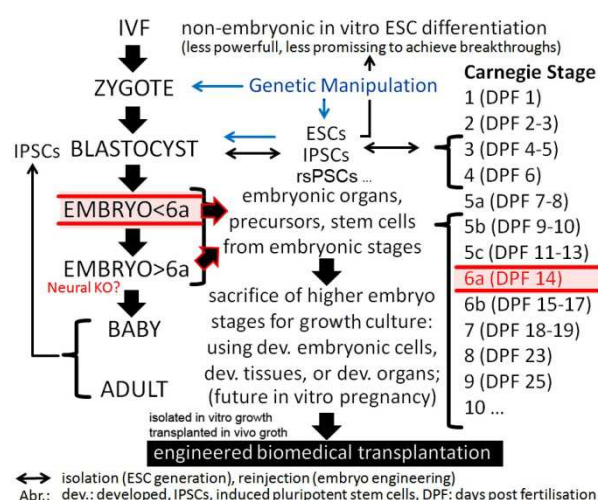 IVF
non-embryonic in vitro ESC differentiation
(less powerfull, less promissing to achieve breakthroughs)
ZYGOTE
Genetic Manipulation
IPSCs
BLASTOCYST
ESCs
IPSCs
rsPSCs ...
EMBRYO<6a
EMBRYO>6a
Neural KO?
BABY
ADULT
embryonic organs,
precursors, stem cells
from embryonic stages
sacrifice of higher embryo
stages for growth culture:
using dev. embryonic cells,
dev. tissues, or dev. organs;
(future in vitro pregnancy)
isolated in vitro growth
transplanted in vivo groth
engineered biomedical transplantation
Carnegie Stage
1 (DPF 1)
2 (DPF 2-3)
3 (DPF 4-5)
4 (DPF 6)
5a (DPF 7-8)
5b (DPF 9-10)
5c (DPF 11-13)
6a (DPF 14)
6b (DPF 15-17)
7 (DPF 18-19)
8 (DPF 23)
9 (DPF 25)
10 ...
isolation (ESC generation), reinjection (embryo engineering)
Abr.: dev.: developed, IPSCs, induced pluripotent stem cells, DPF: days post fertilisation